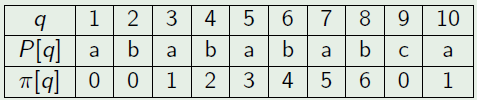 q 1 2 3 4 5 6 7 8 9 10
P[q] a b a b a b a b c a
π[q] 0 0 1 2 3 4 5 6 0 1